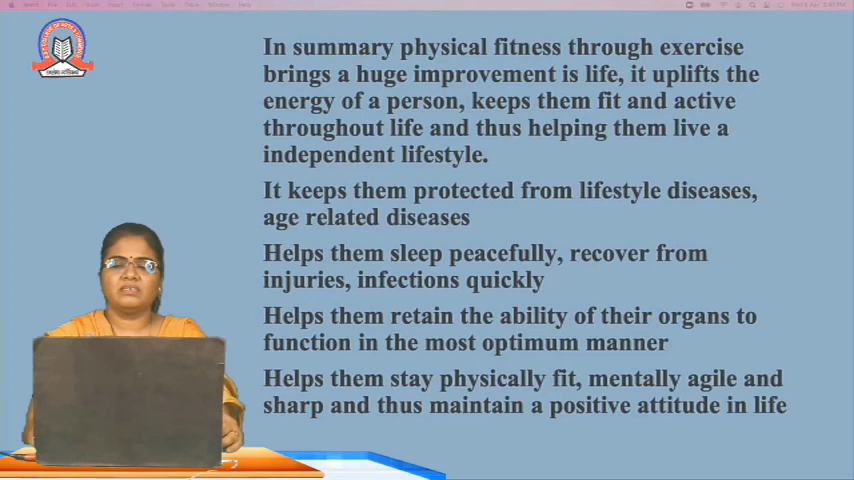 In summary physical fitness through exercise
brings a huge improvement is life, it uplifts the
energy of a person, keeps them fit and active
throughout life and thus helping them live a
independent lifestyle.
It keeps them protected from lifestyle diseases,
age related diseases
Helps them sleep peacefully, recover from
injuries, infections quickly
Helps them retain the ability of their organs to
function in the most optimum manner
Helps them stay physically fit, mentally agile and
sharp and thus maintain a positive attitude in life